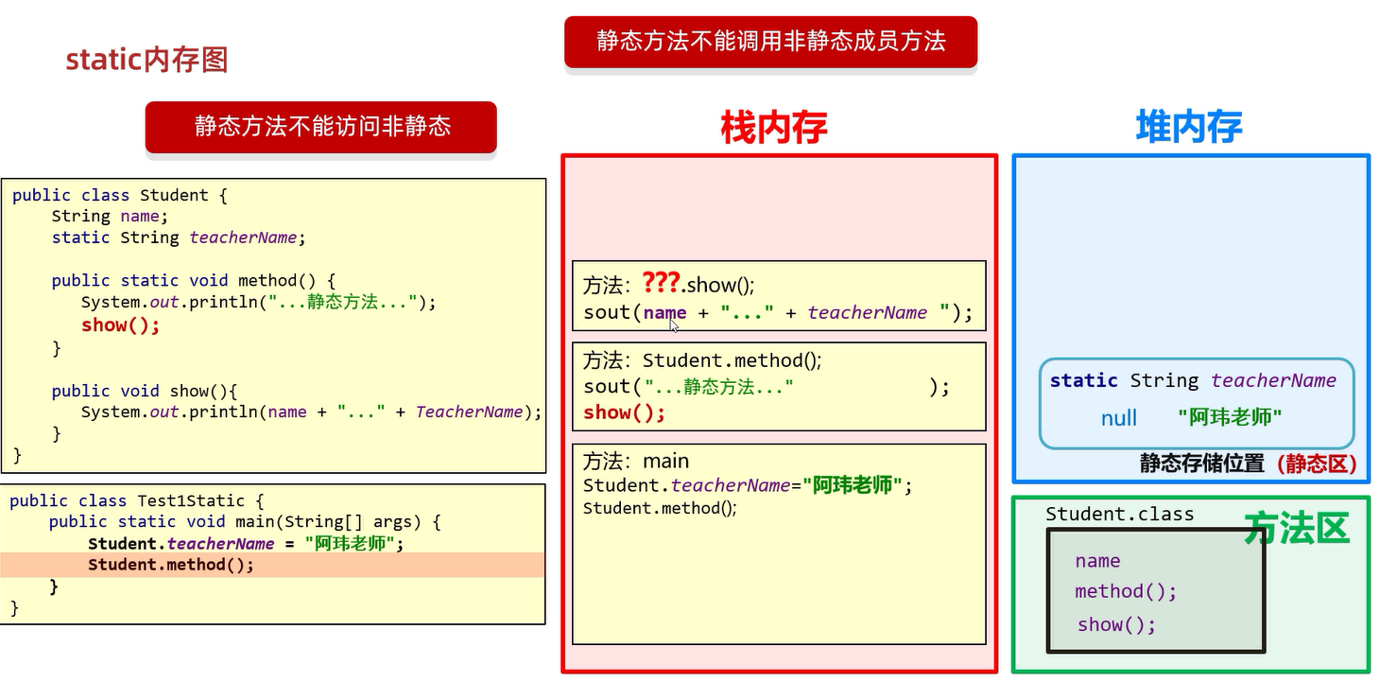 static内存图
静态方法不能调用非静态成员方法
静态方法不能访问非静态
public class Student {
String name;
static String teacherName;
public static void method() {
System.out.println("...静态方法...");
show();
}
public void show(){
System.out.println(name + "..." + TeacherName);
}
}
public class Test1Static {
public static void main(String[] args) {
Student.teacherName = "阿玮老师";
Student.method();
}
}
栈内存
方法：???.show();
sout(name + "..." + teacherName ");
方法：Student.method();
sout("...静态方法..." );
show();
方法：main
Student.teacherName="阿玮老师";
Student.method();
堆内存
static String teacherName
null "阿玮老师"
静态存储位置（静态区）
方法区
Student.class
name
method();
show();